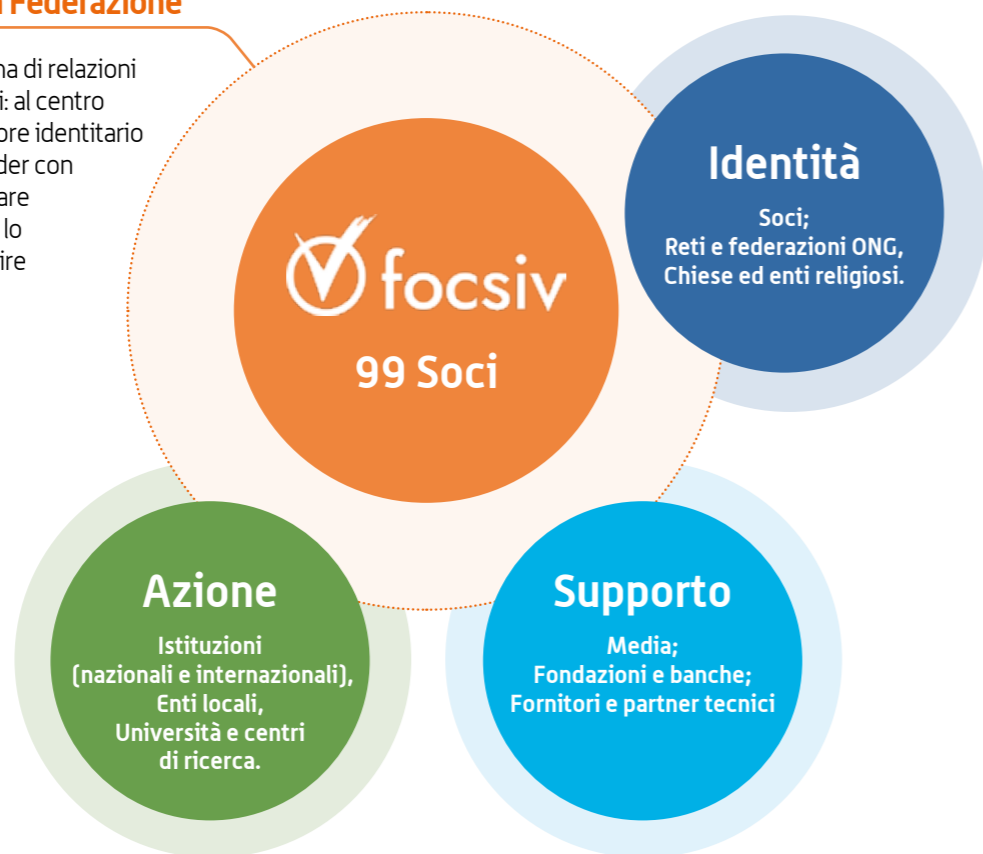 Federazione
di relazioni
i: al centro
ore identitario
der con
are
lo
ire
focsiv
99 Soci
Identità
Soci;
Reti e federazioni ONG,
Chiese ed enti religiosi.
Azione
Istituzioni
(nazionali e internazionali),
Enti locali,
Università e centri
di ricerca.
Supporto
Media;
Fondazioni e banche;
Fornitori e partner tecnici